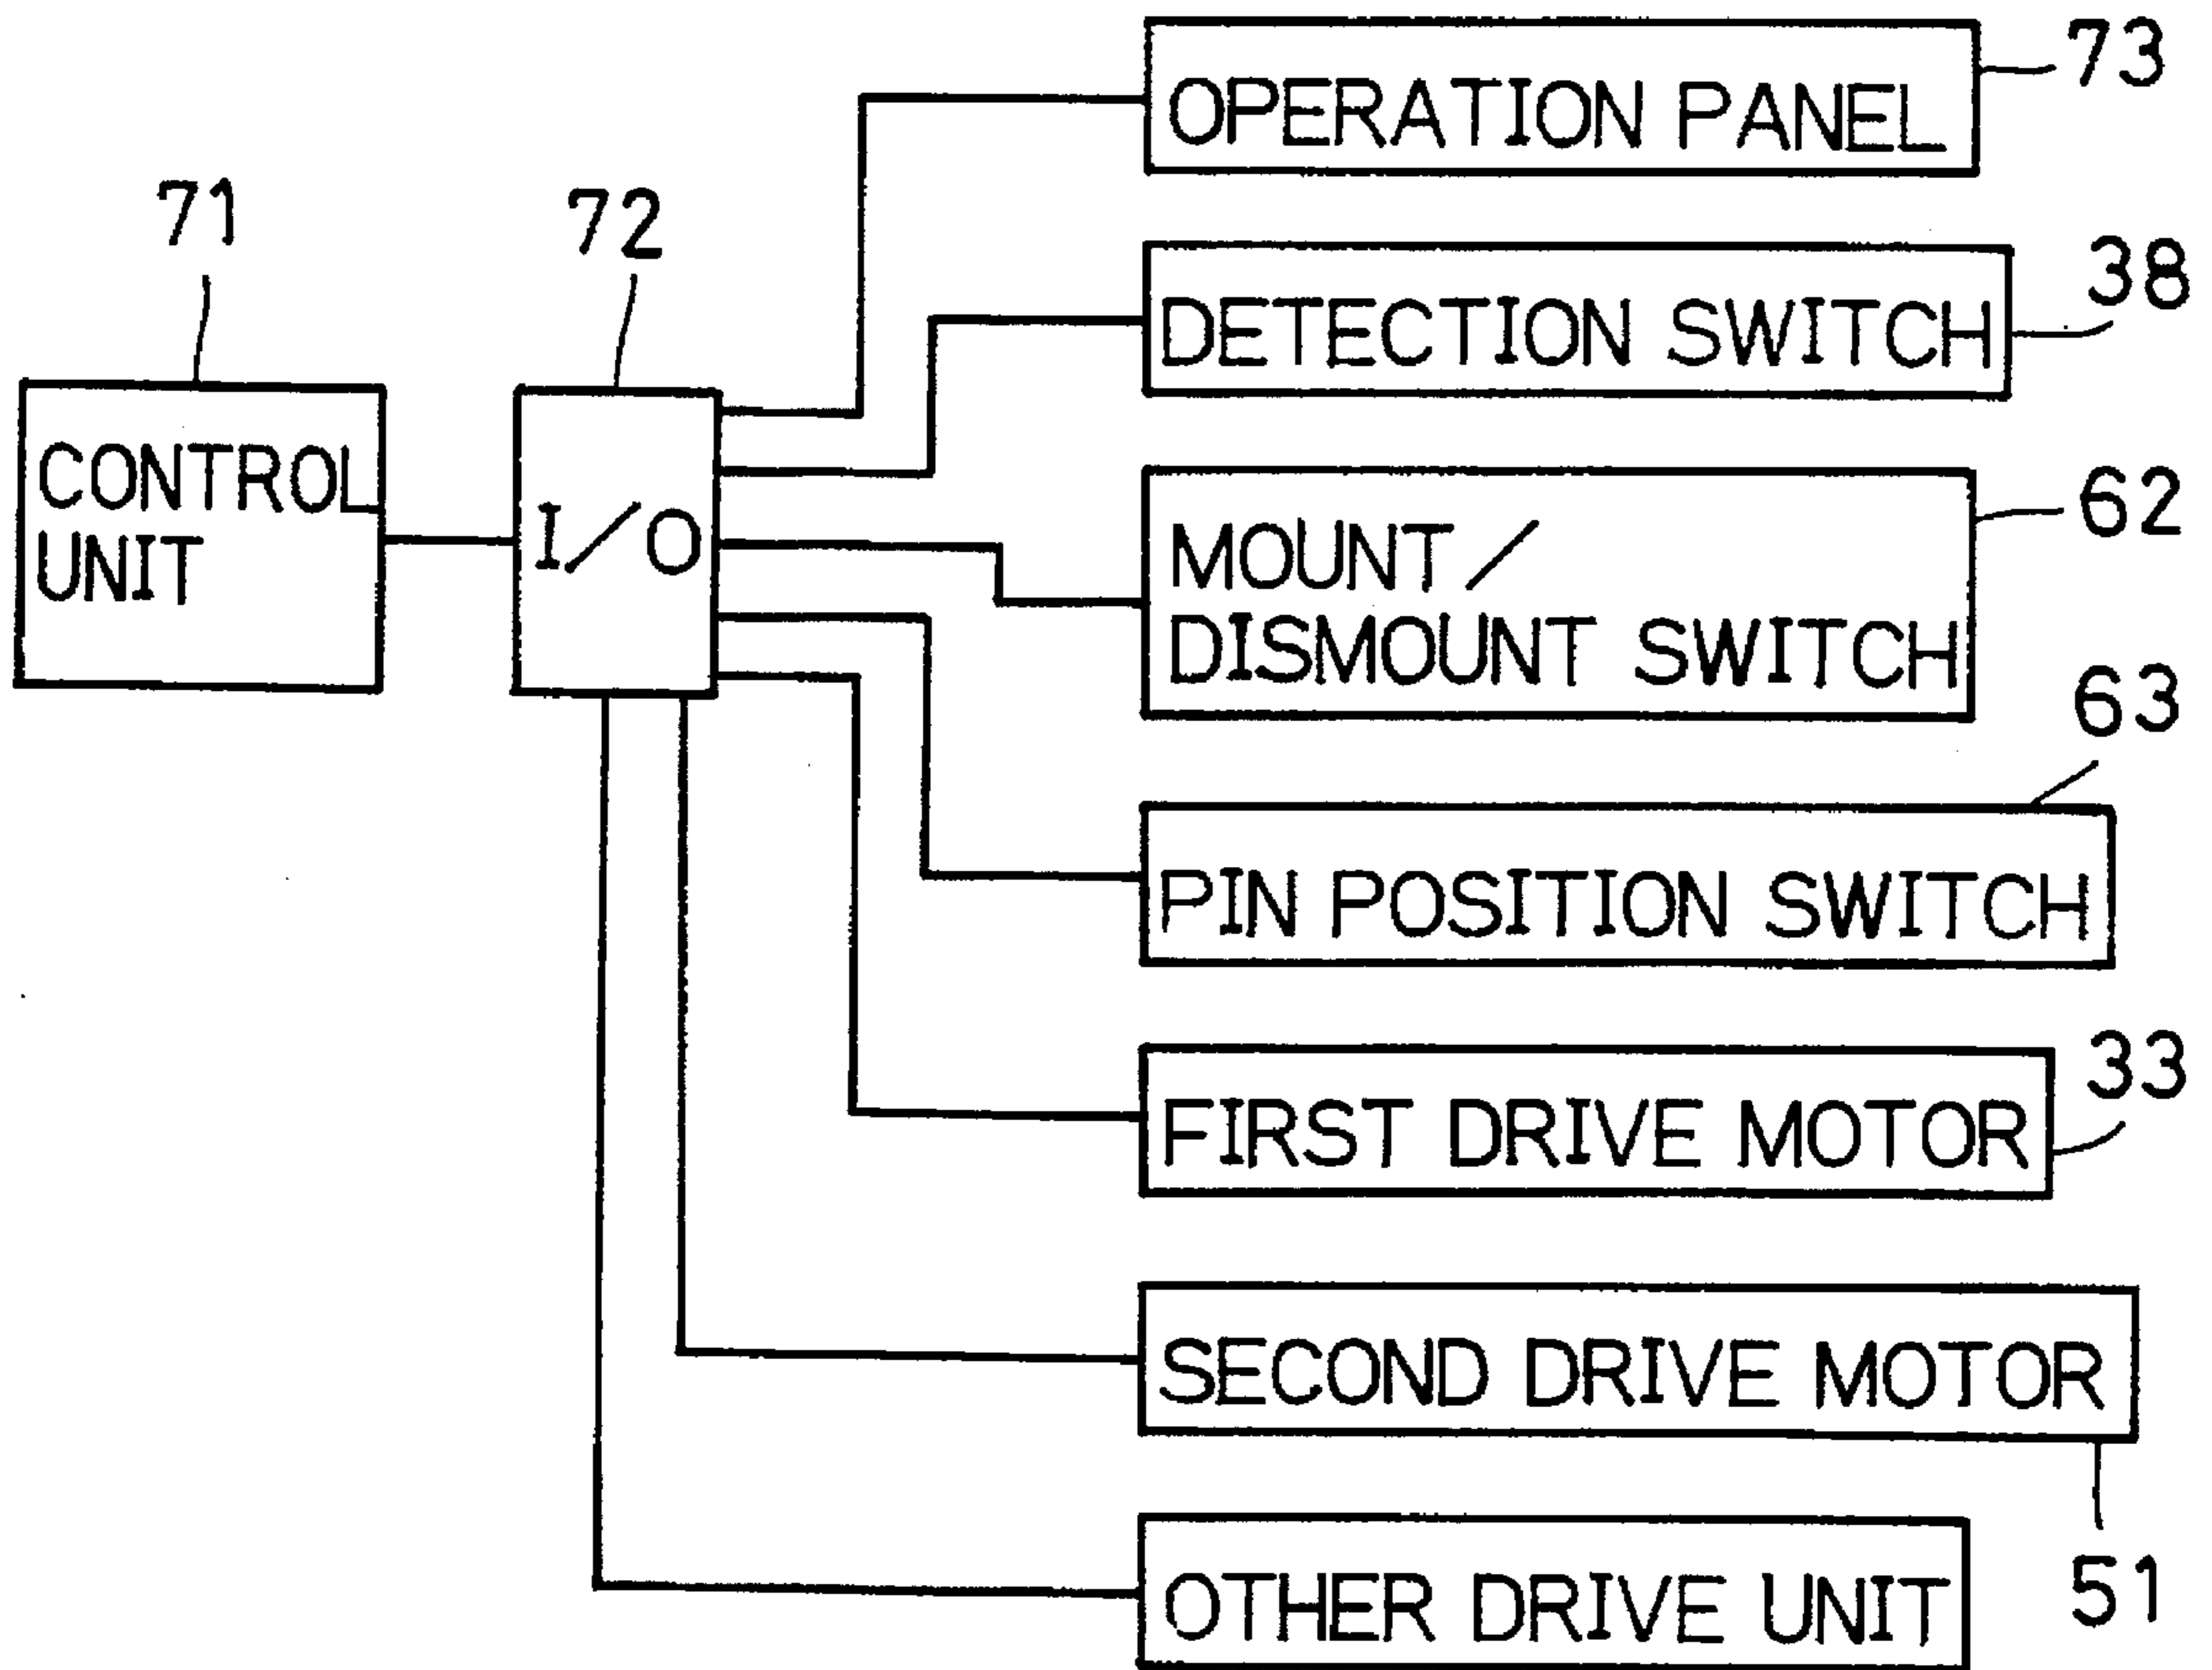 73
OPERATION PANEL
71
72
38
DETECTION SWITCH
CONTROL
UNIT
I/O
62
MOUNT/
DISMOUNT SWITCH
63
PIN POSITION SWITCH
33
FIRST DRIVE MOTOR
SECOND DRIVE MOTOR
51
OTHER DRIVE UNIT